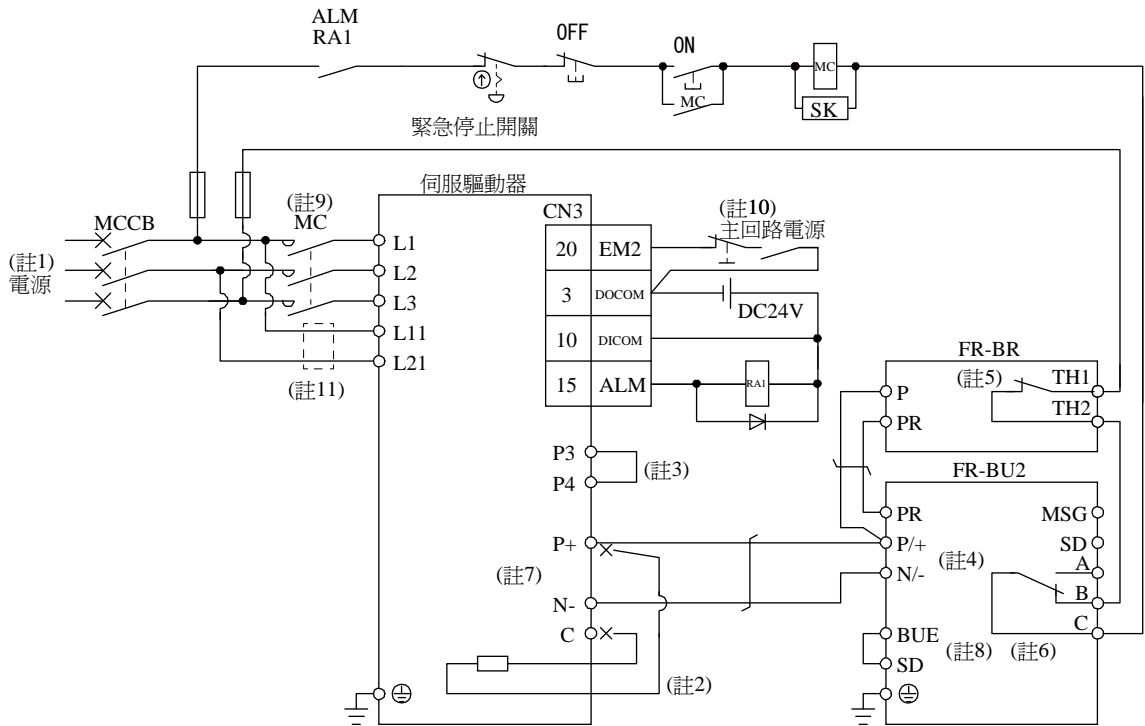 ALM
RA1
OFF
ON
MC
MC
SK
緊急停止開關
伺服驅動器
MCCB
(註9)
MC
(註1)
電源
L1
L2
L3
L11
L21
(註11)
CN3
20 EM2
3 DOCOM
10 DICOM
15 ALM
(註10)
主回路電源
DC24V
RA1
P3
P4
(註3)
P+
(註7)
N-
C
(註2)
FR-BR
(註5)
P
PR
TH1
TH2
FR-BU2
PR
P/+
N/-
BUE
SD
(註4)
(註8)
(註6)
MSG
SD
A
B
C